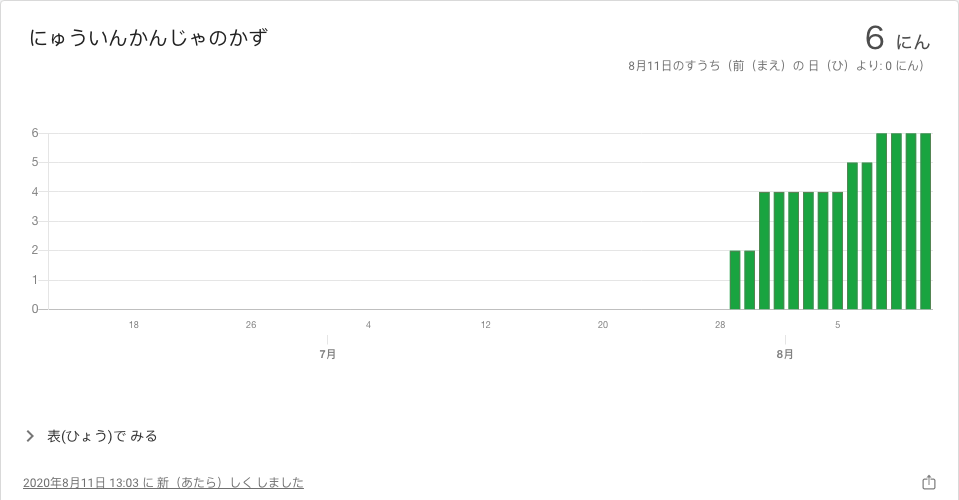 にゅういんかんじゃのかず
6 にん
8月11日のすうち（前（まえ）の 日（ひ）より: 0 にん）
6
5
4
3
2
1
0
18 26 4 12 20 28 5
7月 8月
表(ひょう)で みる
2020年8月11日 13:03 に 新（あたら）しく しました